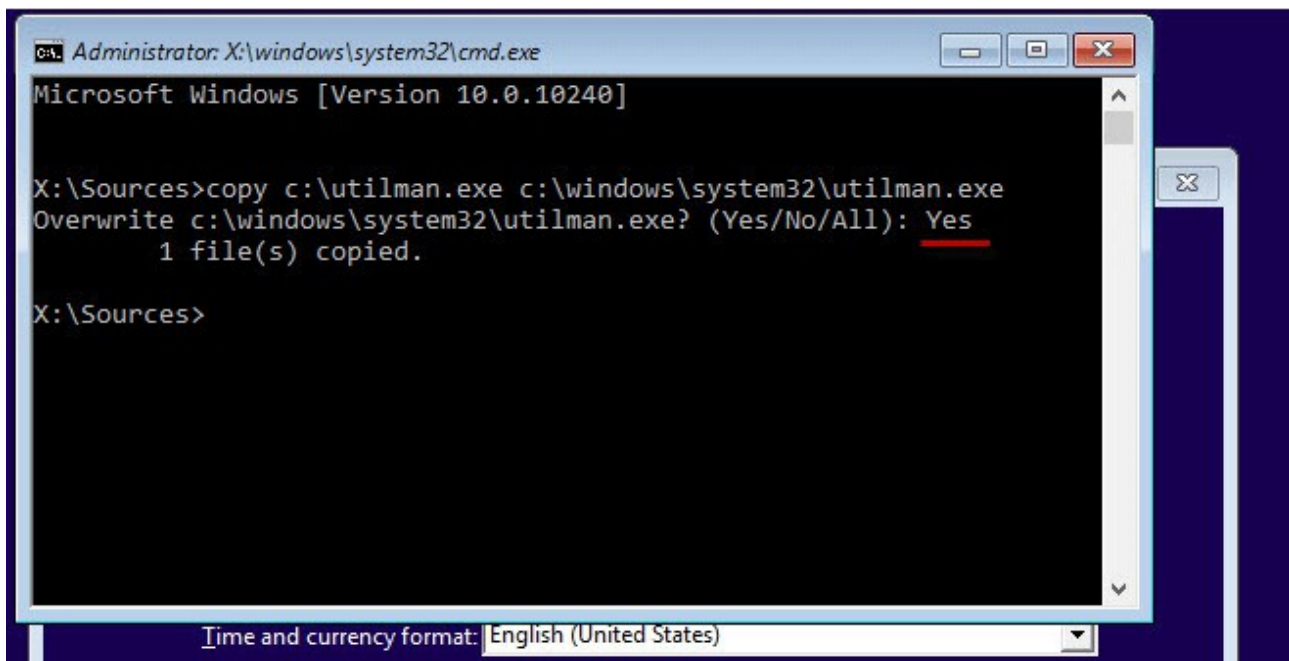 Administrator: X:\windows\system32\cmd.exe
Microsoft Windows [Version 10.0.10240]
X:\Sources>copy c:\utilman.exe c:\windows\system32\utilman.exe
Overwrite c:\windows\system32\utilman.exe? (Yes/No/All): Yes
1 file(s) copied.
X:\Sources>
Time and currency format: English (United States)